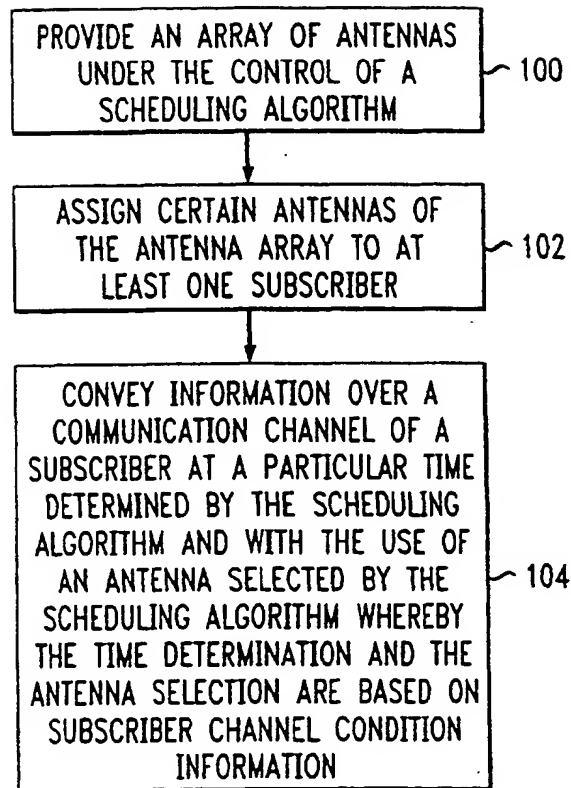 PROVIDE AN ARRAY OF ANTENNAS
UNDER THE CONTROL OF A
SCHEDULING ALGORITHM
100
ASSIGN CERTAIN ANTENNAS OF
THE ANTENNA ARRAY TO AT
LEAST ONE SUBSCRIBER
102
CONVEY INFORMATION OVER A
COMMUNICATION CHANNEL OF A
SUBSCRIBER AT A PARTICULAR TIME
DETERMINED BY THE SCHEDULING
ALGORITHM AND WITH THE USE OF
AN ANTENNA SELECTED BY THE
SCHEDULING ALGORITHM WHEREBY
THE TIME DETERMINATION AND THE
ANTENNA SELECTION ARE BASED ON
SUBSCRIBER CHANNEL CONDITION
INFORMATION
104